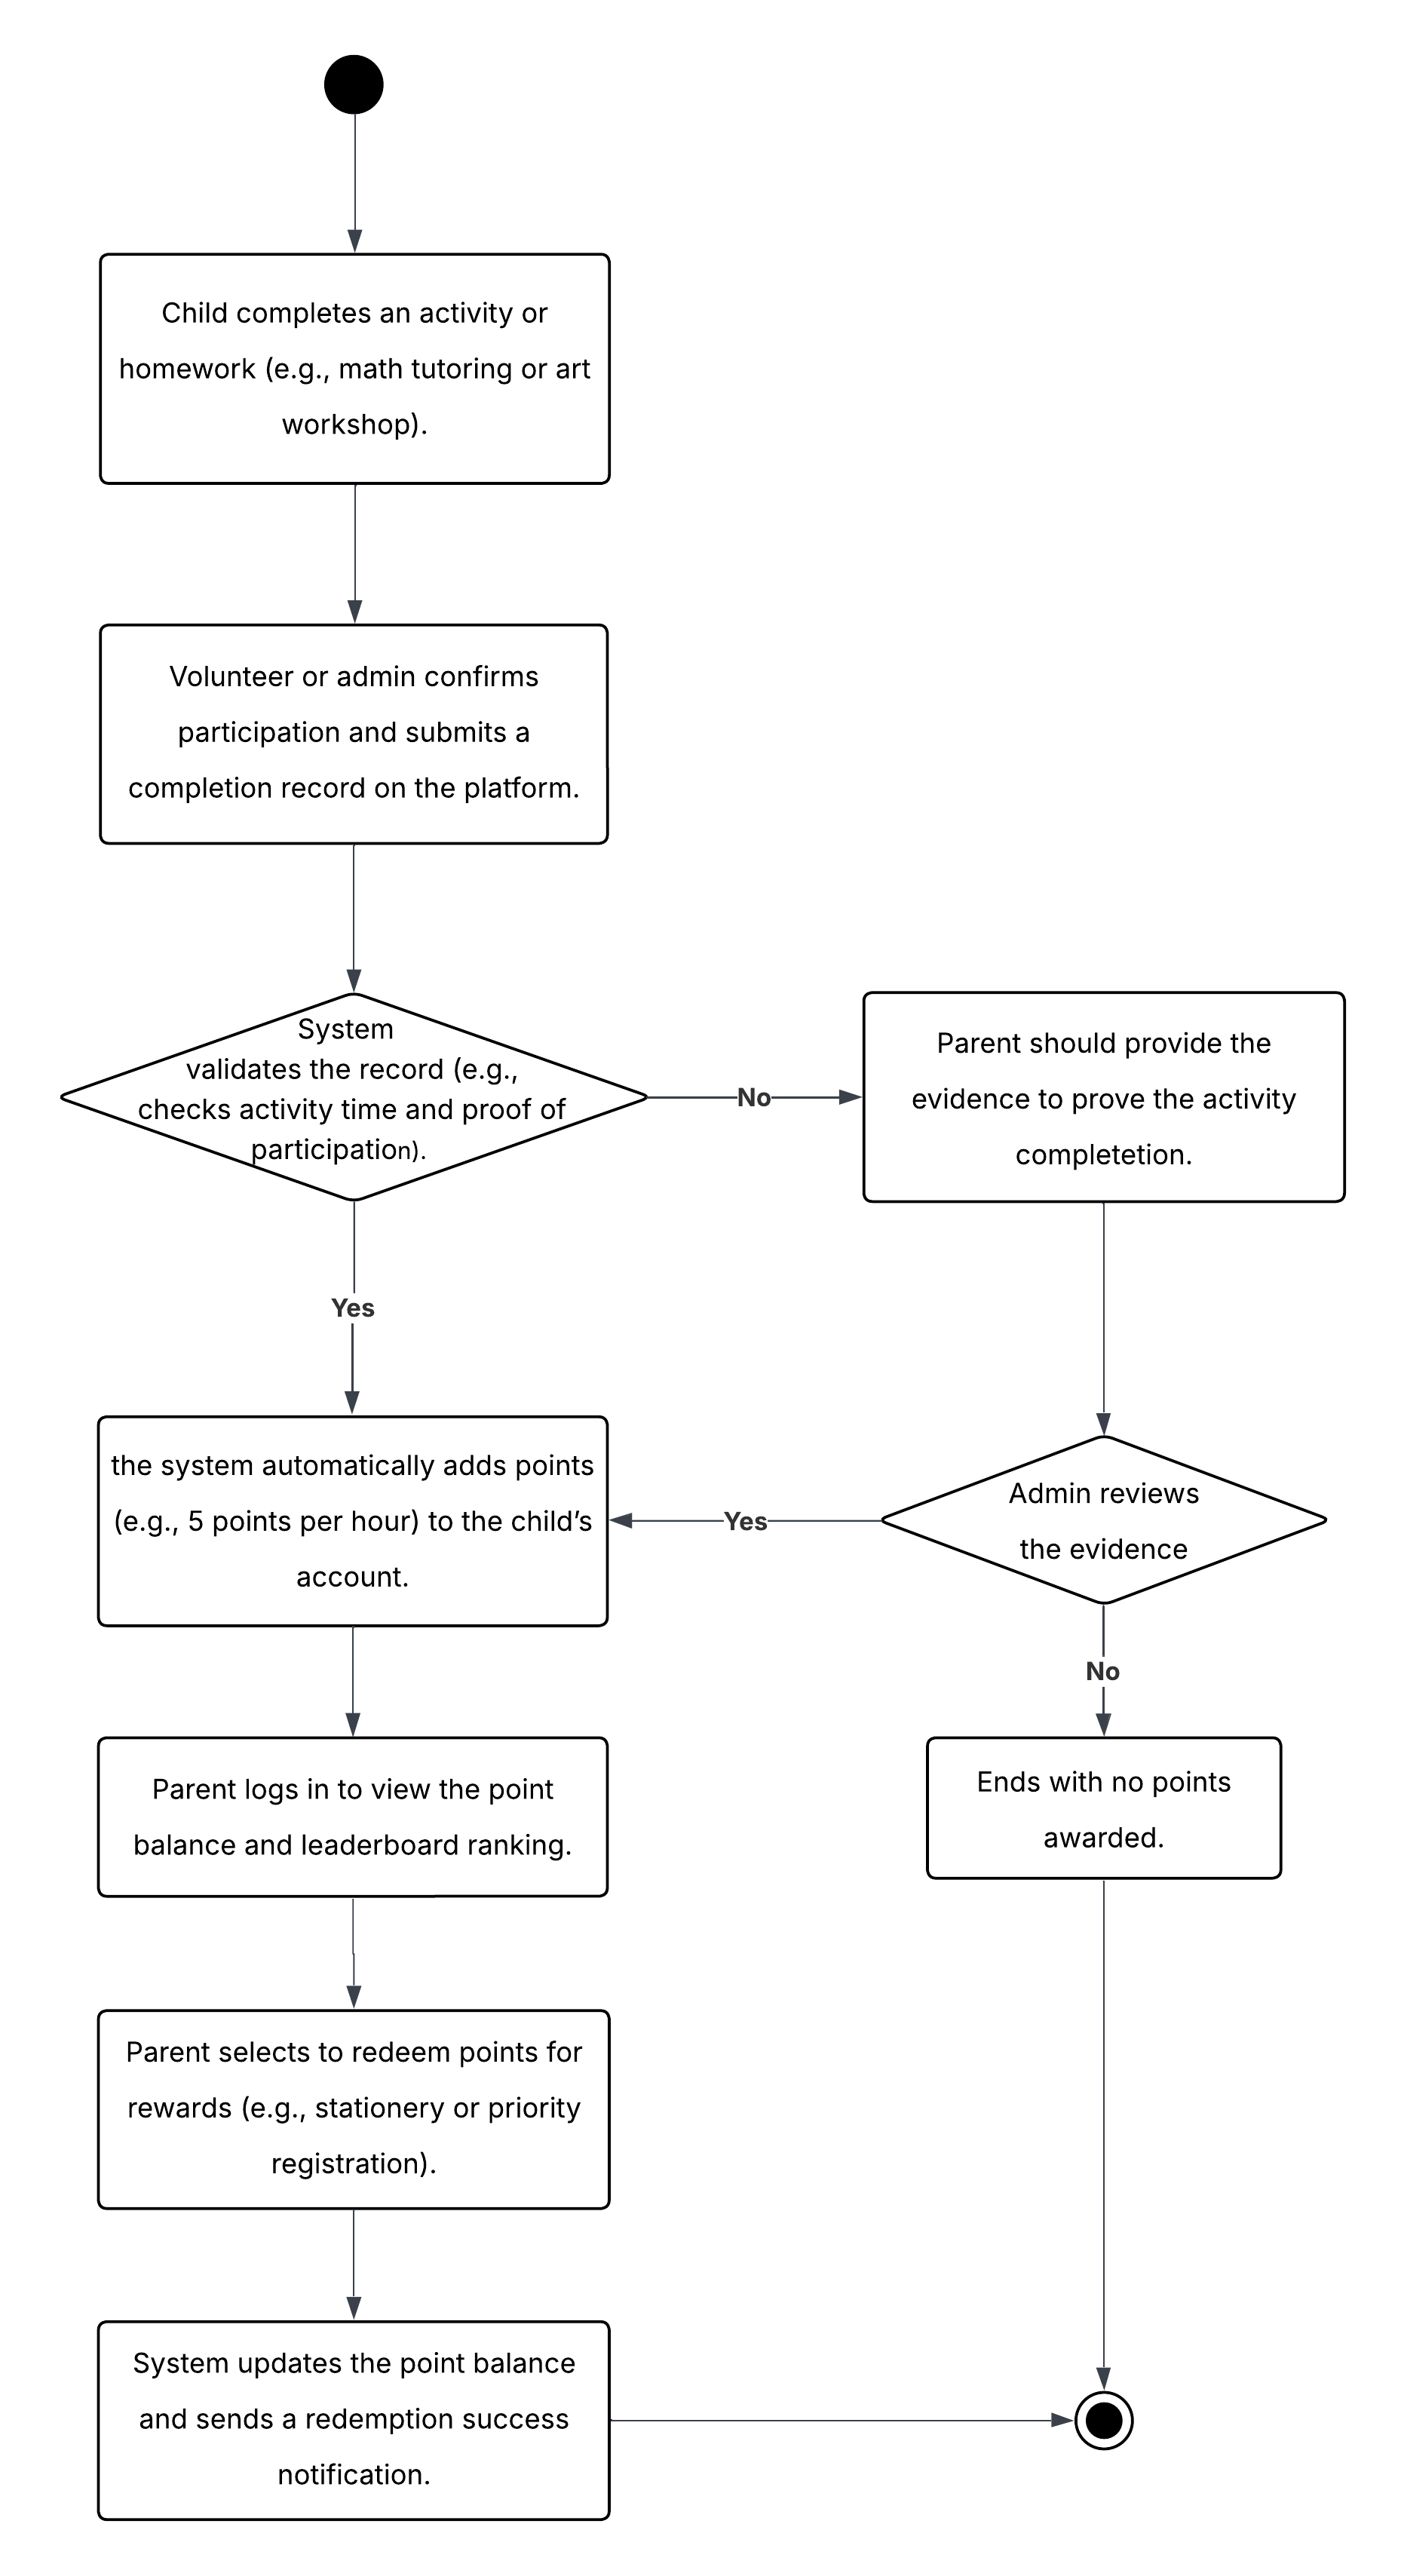 Child completes an activity or
homework (e.g., math tutoring or art
workshop).
Volunteer or admin confirms
participation and submits a
completion record on the platform.
System
validates the record (e.g.,
checks activity time and proof of
participation).
No
Parent should provide the
evidence to prove the activity
completetion.
Yes
the system automatically adds points
(e.g., 5 points per hour) to the child’s
account.
Yes
Admin reviews
the evidence
No
Parent logs in to view the point
balance and leaderboard ranking.
Ends with no points
awarded.
Parent selects to redeem points for
rewards (e.g., stationery or priority
registration).
System updates the point balance
and sends a redemption success
notification.